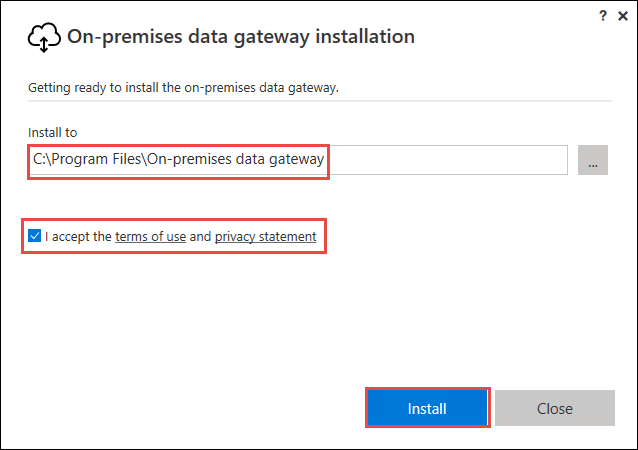 ? ×
On-premises data gateway installation
Getting ready to install the on-premises data gateway.
Install to
C:\Program Files\On-premises data gateway
...
I accept the terms of use and privacy statement
Install Close